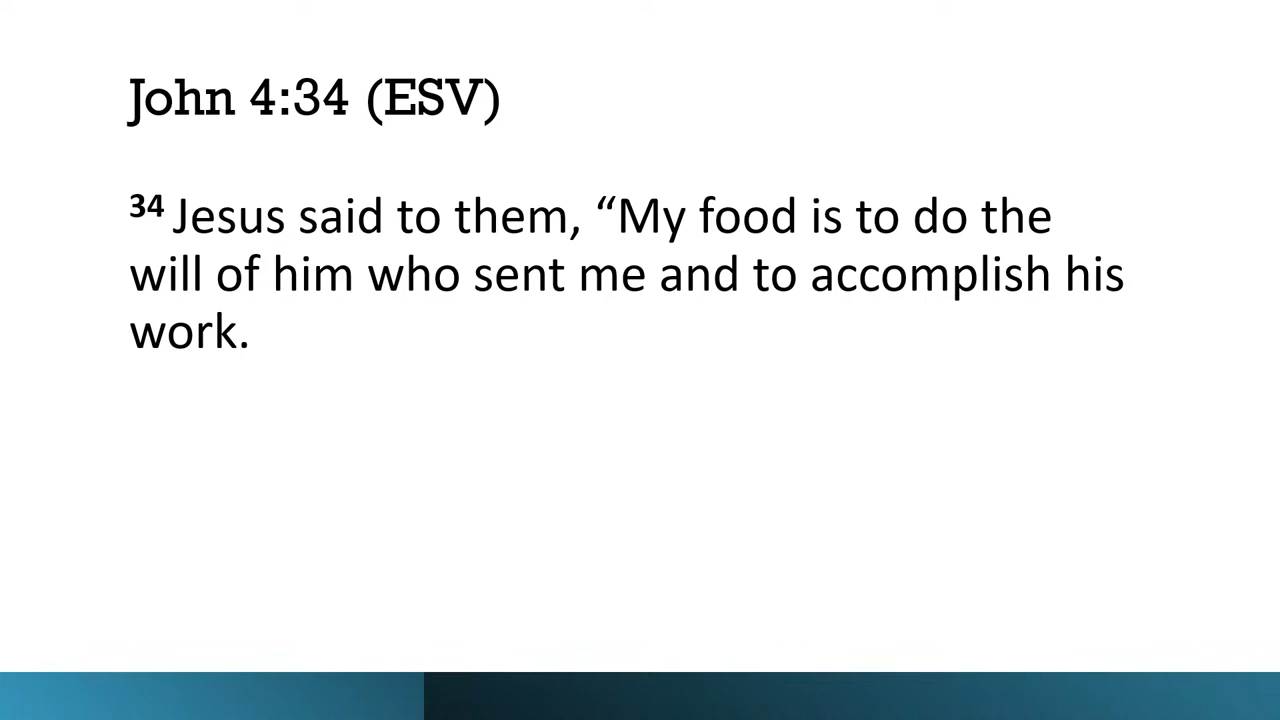 John 4:34 (ESV)
34 Jesus said to them, “My food is to do the
will of him who sent me and to accomplish his
work.